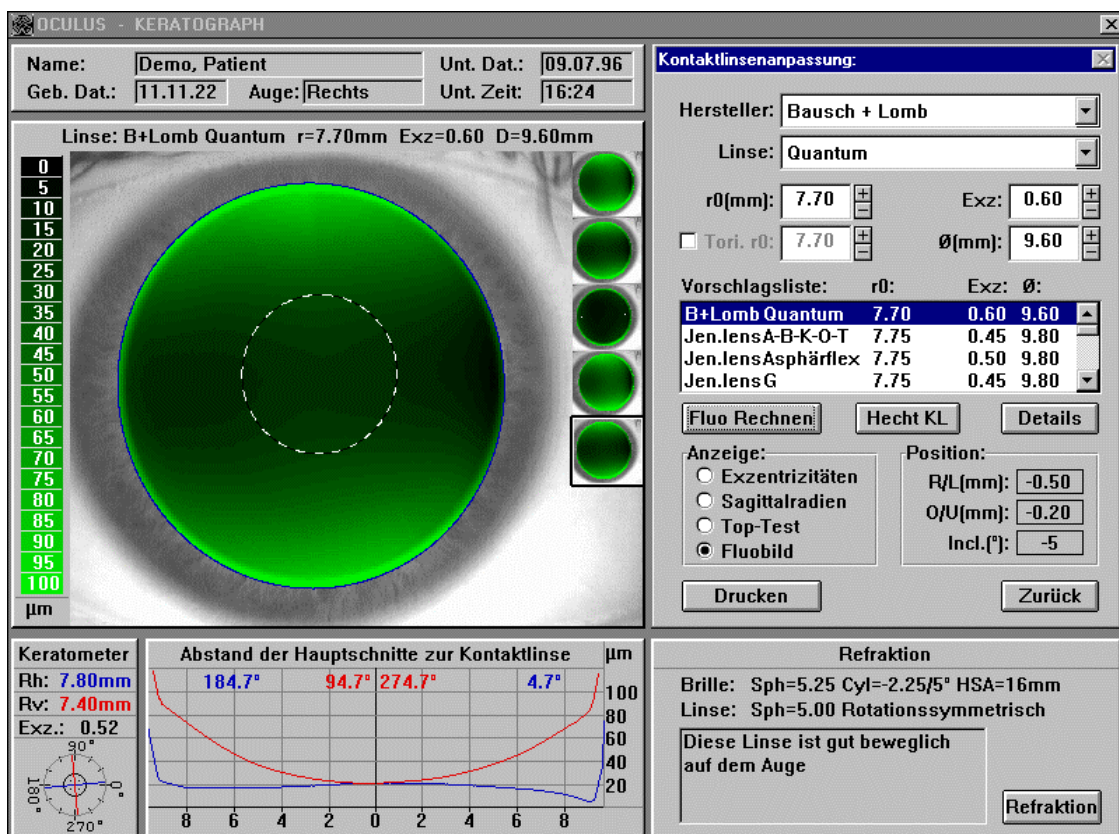 OCULUS - KERATOGRAPH
Name: Demo, Patient Unt. Dat.: 09.07.96
Geb. Dat.: 11.11.22 Auge: Rechts Unt. Zeit: 16:24
Linse: B+Lomb Quantum r=7.70mm Exz=0.60 D=9.60mm
0
5
10
15
20
25
30
35
40
45
50
55
60
65
70
75
80
85
90
95
100
µm
Kontaktlinsenanpassung:
Hersteller: Bausch + Lomb
Linse: Quantum
r0(mm): 7.70 + - Exz: 0.60 + -
Tori. r0: 7.70 + - Ø(mm): 9.60 + -
Vorschlagsliste: r0: Exz: Ø:
B+Lomb Quantum 7.70 0.60 9.60
Jen.lens A-B-K-O-T 7.75 0.45 9.80
Jen.lens Asphärflex 7.75 0.50 9.80
Jen.lens G 7.75 0.45 9.80
Fluo Rechnen Hecht KL Details
Anzeige:
Exzentrizitäten
Sagittalradien
Top-Test
Fluobild
Position:
R/L(mm): -0.50
O/U(mm): -0.20
Incl.(°): -5
Drucken Zurück
Keratometer
Rh: 7.80mm
Rv: 7.40mm
Exz.: 0.52
90°
180° 0°
270°
Abstand der Hauptschnitte zur Kontaktlinse µm
184.7° 94.7° 274.7° 4.7°
100
80
60
40
20
8 6 4 2 0 2 4 6 8
Refraktion
Brille: Sph=5.25 Cyl=-2.25/5° HSA=16mm
Linse: Sph=5.00 Rotationssymmetrisch
Diese Linse ist gut beweglich
auf dem Auge
Refraktion